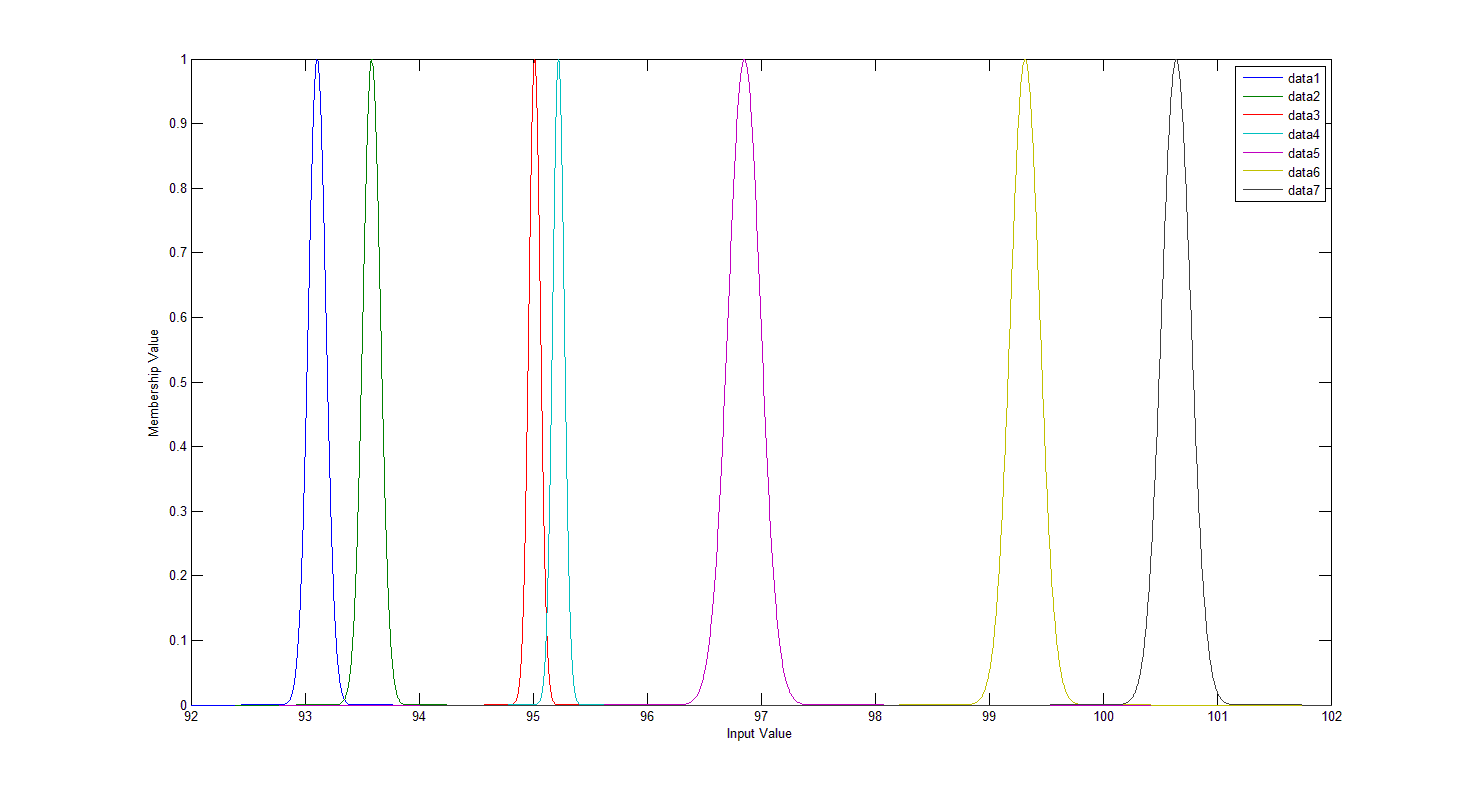 1
0.9
0.8
0.7
0.6
0.5
0.4
0.3
0.2
0.1
0
Membership Value
92 93 94 95 96 97 98 99 100 101 102
Input Value
data1
data2
data3
data4
data5
data6
data7